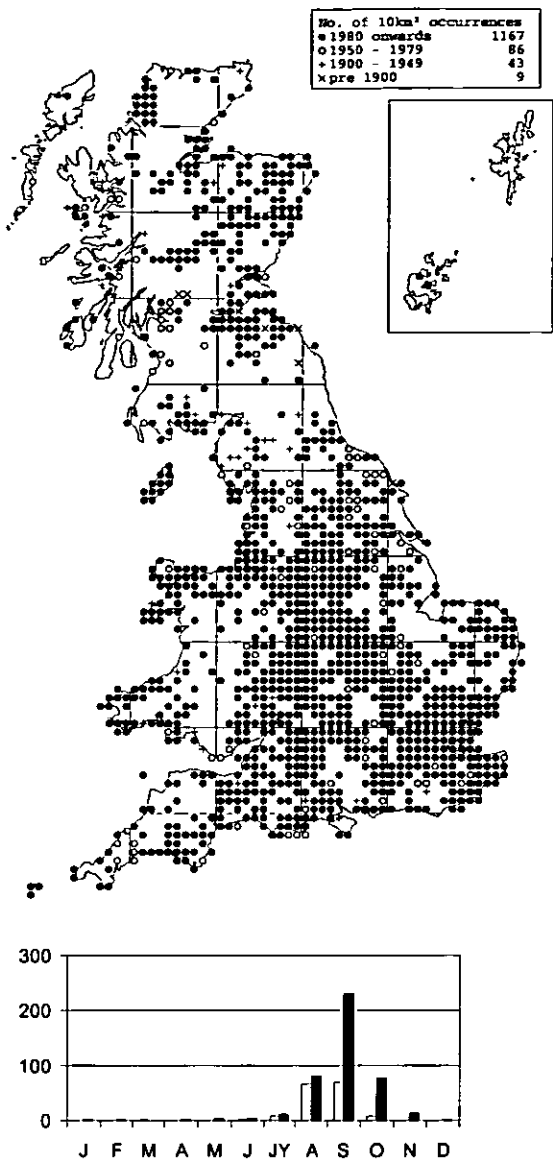 No. of 10km² occurrences
● 1980 onwards 1167
○ 1950 - 1979 86
+ 1900 - 1949 43
× pre 1900 9
300
200
100
0
J F M A M J JY A S O N D